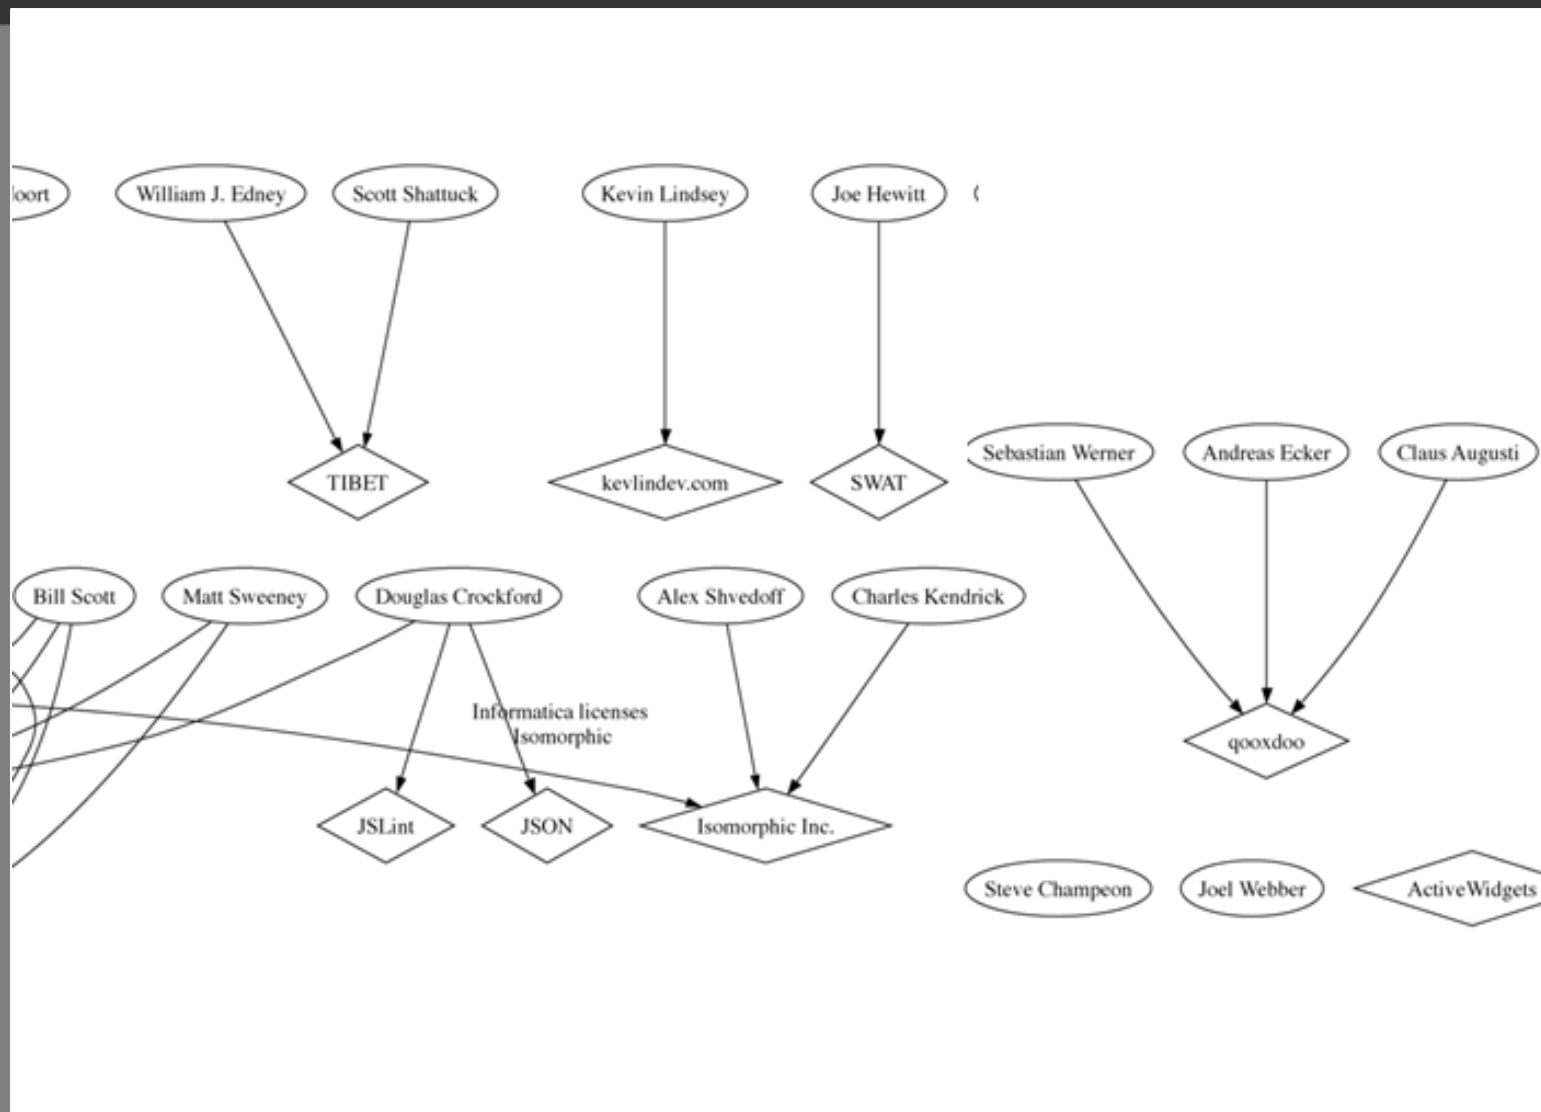 William J. Edney
Scott Shattuck
Kevin Lindsey
Joe Hewitt
TIBET
kevlindev.com
SWAT
Sebastian Werner
Andreas Ecker
Claus Augusti
Bill Scott
Matt Sweeney
Douglas Crockford
Alex Shvedoff
Charles Kendrick
Informatica licenses
Isomorphic
qooxdoo
JSLint
JSON
Isomorphic Inc.
Steve Champeon
Joel Webber
ActiveWidgets